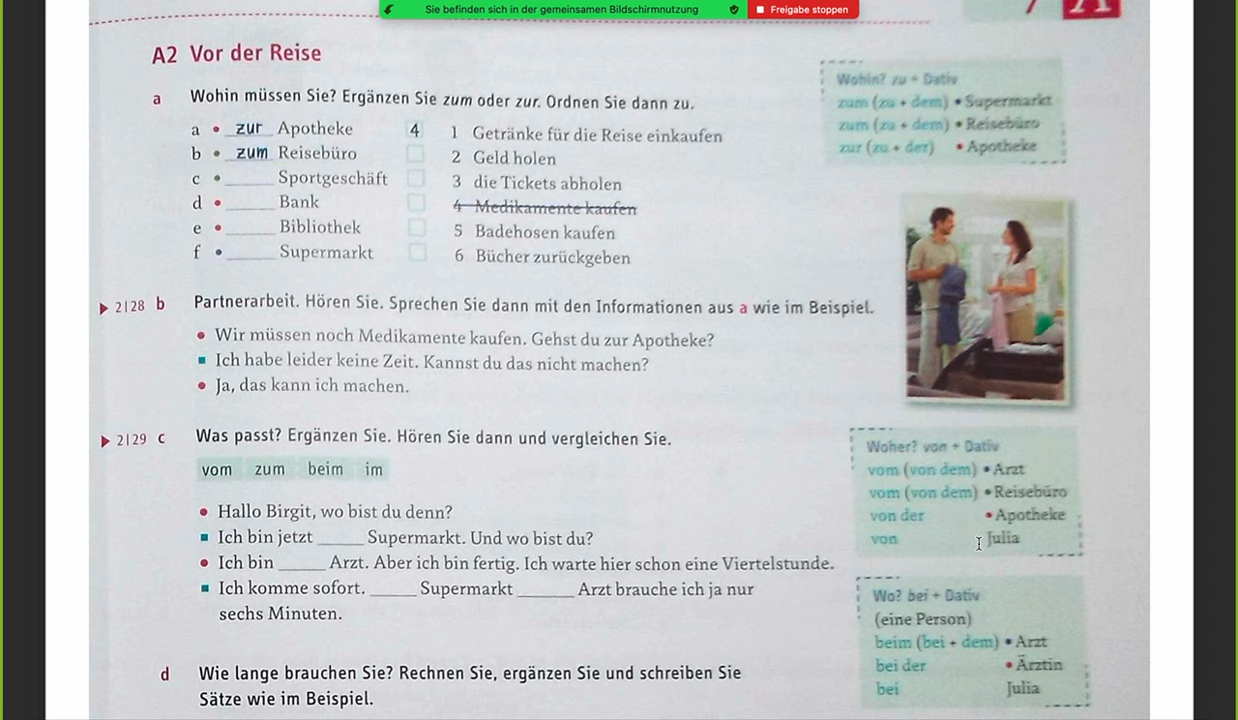 Sie befinden sich in der gemeinsamen Bildschirmnutzung
Freigabe stoppen
A2 Vor der Reise
a Wohin müssen Sie? Ergänzen Sie zum oder zur. Ordnen Sie dann zu.
a • zur Apotheke 4
b • zum Reisebüro
c • ______ Sportgeschäft
d • ______ Bank
e • ______ Bibliothek
f • ______ Supermarkt
1 Getränke für die Reise einkaufen
2 Geld holen
3 die Tickets abholen
4 Medikamente kaufen
5 Badehosen kaufen
6 Bücher zurückgeben
Wohin? zu + Dativ
zum (zu + dem) • Supermarkt
zum (zu + dem) • Reisebüro
zur (zu + der) • Apotheke
▶ 2|28 b Partnerarbeit. Hören Sie. Sprechen Sie dann mit den Informationen aus a wie im Beispiel.
• Wir müssen noch Medikamente kaufen. Gehst du zur Apotheke?
▪ Ich habe leider keine Zeit. Kannst du das nicht machen?
• Ja, das kann ich machen.
▶ 2|29 c Was passt? Ergänzen Sie. Hören Sie dann und vergleichen Sie.
vom zum beim im
• Hallo Birgit, wo bist du denn?
▪ Ich bin jetzt _____ Supermarkt. Und wo bist du?
• Ich bin _____ Arzt. Aber ich bin fertig. Ich warte hier schon eine Viertelstunde.
▪ Ich komme sofort. _____ Supermarkt ______ Arzt brauche ich ja nur
sechs Minuten.
Woher? von + Dativ
vom (von dem) • Arzt
vom (von dem) • Reisebüro
von der • Apotheke
von Julia
Wo? bei + Dativ
(eine Person)
beim (bei + dem) • Arzt
bei der • Ärztin
bei Julia
d Wie lange brauchen Sie? Rechnen Sie, ergänzen Sie und schreiben Sie
Sätze wie im Beispiel.